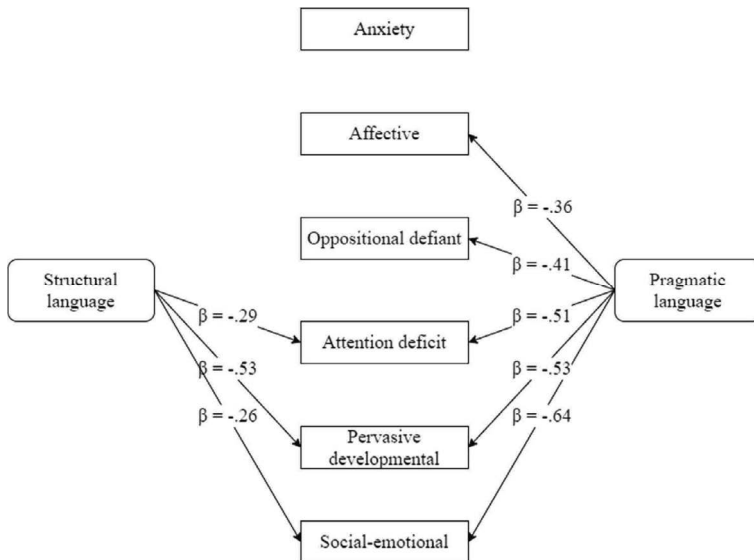 Anxiety
Affective
β = -.36
Oppositional defiant
β = -.41
Structural
language
Pragmatic
language
β = -.29
Attention deficit
β = -.51
β = -.53
β = -.53
β = -.26
β = -.64
Pervasive
developmental
Social-emotional